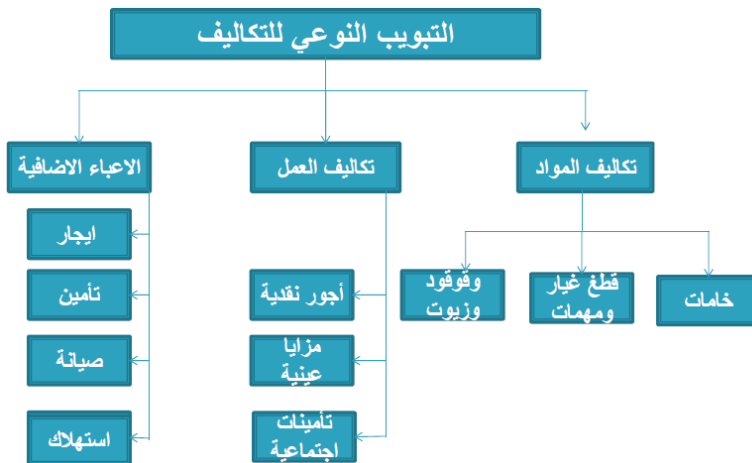 التبويب النوعي للتكاليف
تكاليف المواد
تكاليف العمل
الاعباء الاضافية
خامات
قطغ غيار
ومهمات
وقوقود
وزيوت
أجور نقدية
مزايا
عينية
تأمينات
اجتماعية
ايجار
تأمين
صيانة
استهلاك